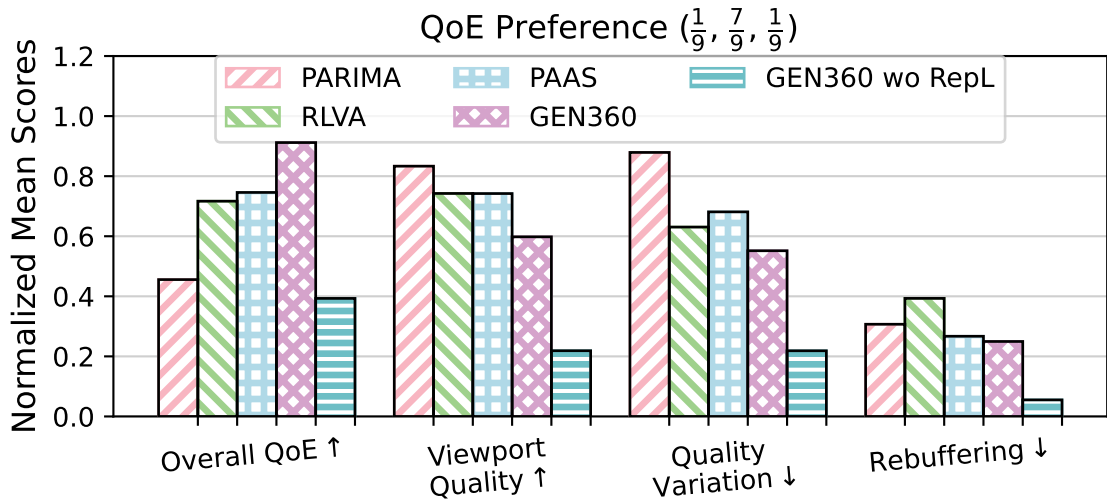 QoE Preference (1/9, 7/9, 1/9)
Normalized Mean Scores
1.2
1.0
0.8
0.6
0.4
0.2
0.0
PARIMA
PAAS
GEN360 wo RepL
RLVA
GEN360
Overall QoE ↑
Viewport
Quality ↑
Quality
Variation ↓
Rebuffering ↓